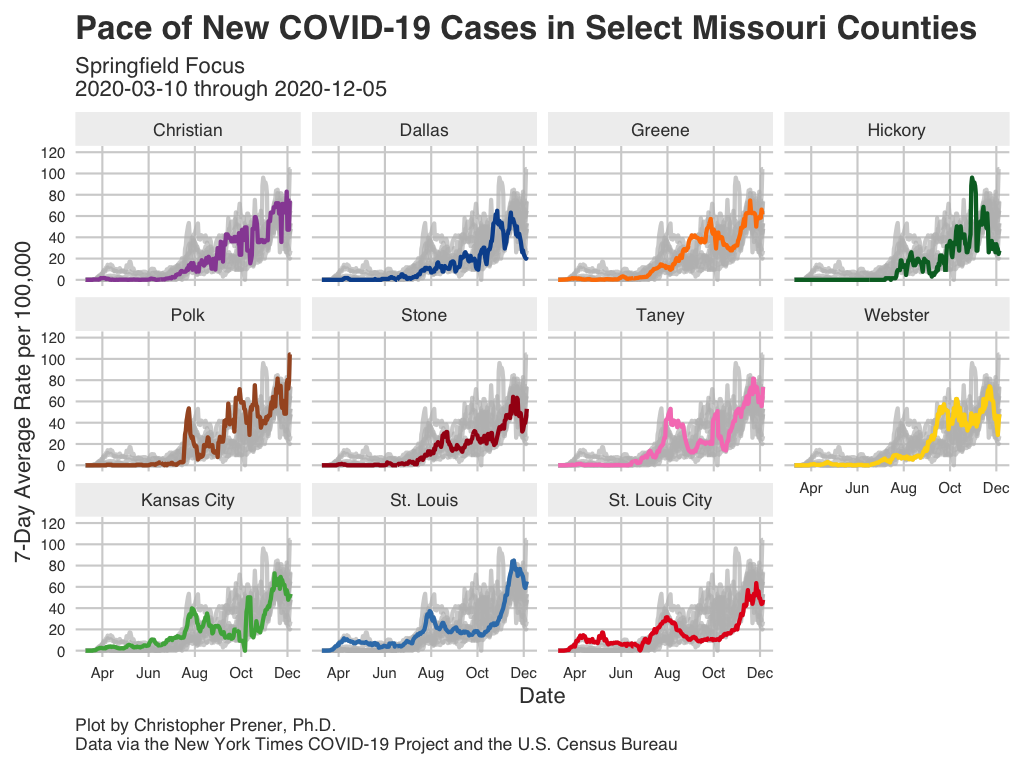 Pace of New COVID-19 Cases in Select Missouri Counties
Springfield Focus
2020-03-10 through 2020-12-05
Christian
Dallas
Greene
Hickory
120
100
80
60
40
20
0
Polk
Stone
Taney
Webster
120
100
80
60
40
20
0
Apr Jun Aug Oct Dec
Kansas City
St. Louis
St. Louis City
120
100
80
60
40
20
0
Apr Jun Aug Oct Dec
Apr Jun Aug Oct Dec
Apr Jun Aug Oct Dec
7-Day Average Rate per 100,000
Date
Plot by Christopher Prener, Ph.D.
Data via the New York Times COVID-19 Project and the U.S. Census Bureau